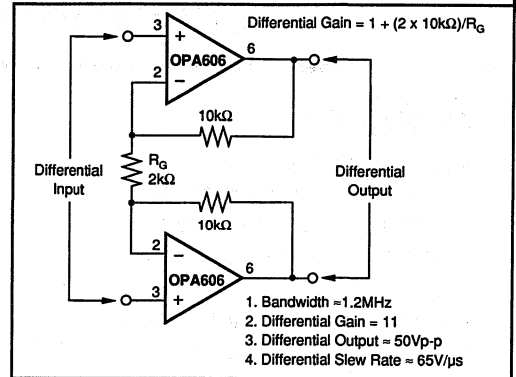 Differential Gain = 1 + (2 x 10kΩ)/RG
3
+
OPA606
6
2
−
10kΩ
Differential
Input
RG
2kΩ
Differential
Output
10kΩ
2
−
OPA606
6
3
+
1. Bandwidth ≈1.2MHz
2. Differential Gain = 11
3. Differential Output ≈ 50Vp-p
4. Differential Slew Rate ≈ 65V/µs